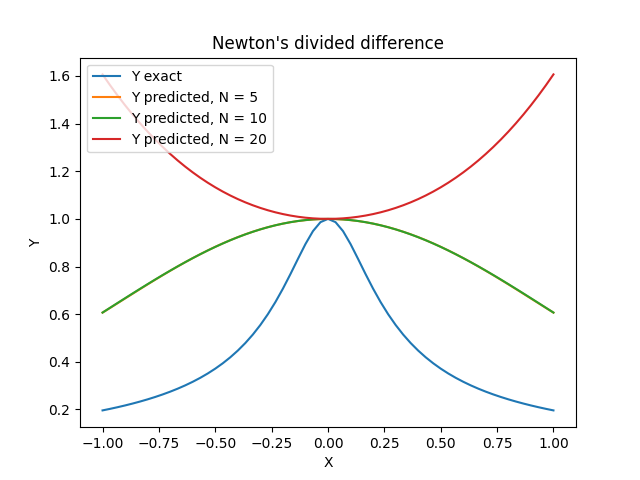 Newton's divided difference
Y exact
Y predicted, N = 5
Y predicted, N = 10
Y predicted, N = 20
1.6
1.4
1.2
1.0
0.8
0.6
0.4
0.2
Y
−1.00 −0.75 −0.50 −0.25 0.00 0.25 0.50 0.75 1.00
X